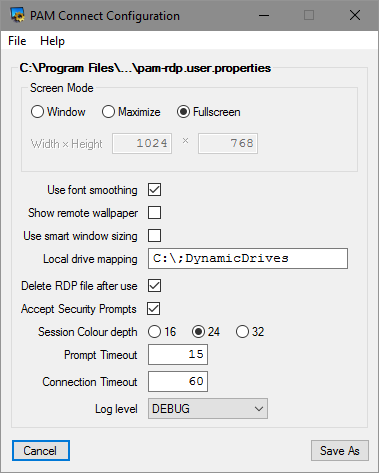 PAM Connect Configuration
File Help
C:\Program Files\...\pam-rdp.user.properties
Screen Mode
Window Maximize Fullscreen
Width x Height 1024 × 768
Use font smoothing
Show remote wallpaper
Use smart window sizing
Local drive mapping C:\;DynamicDrives
Delete RDP file after use
Accept Security Prompts
Session Colour depth 16 24 32
Prompt Timeout 15
Connection Timeout 60
Log level DEBUG
Cancel Save As